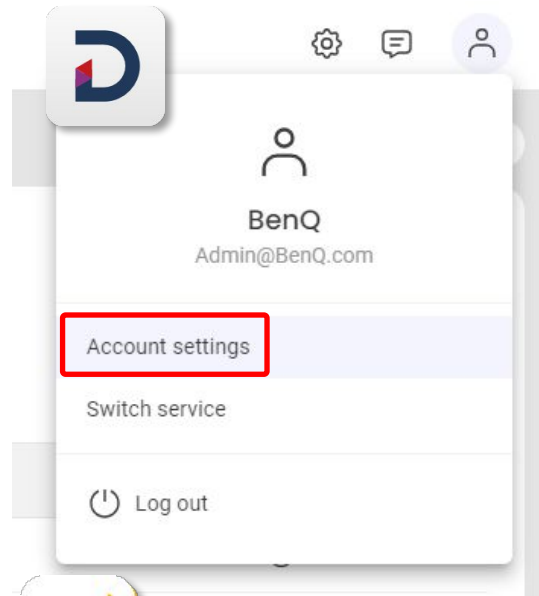 BenQ
Admin@BenQ.com
Account settings
Switch service
Log out